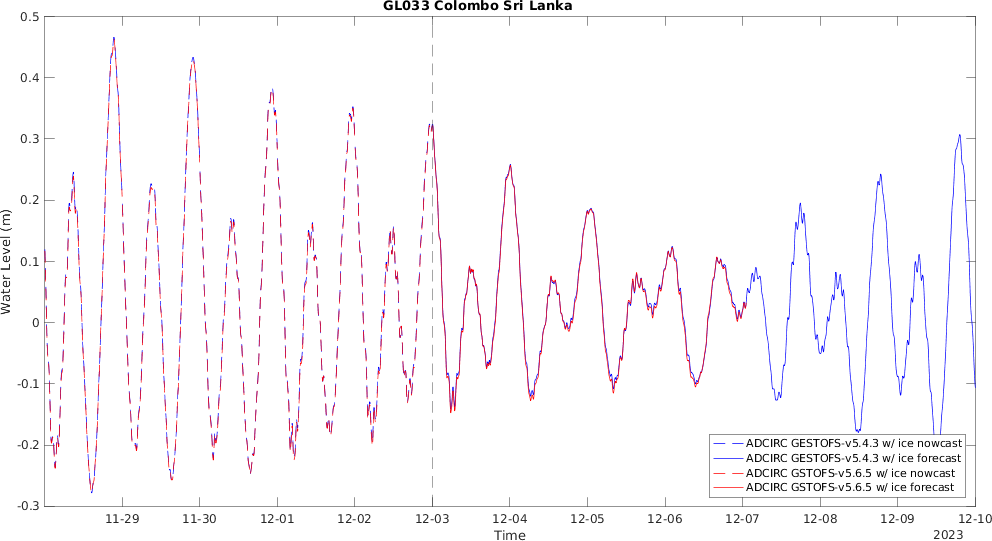 GL033 Colombo Sri Lanka
0.5
0.4
0.3
0.2
0.1
0
-0.1
-0.2
-0.3
Water Level (m)
ADCIRC GESTOFS-v5.4.3 w/ ice nowcast
ADCIRC GESTOFS-v5.4.3 w/ ice forecast
ADCIRC GSTOFS-v5.6.5 w/ ice nowcast
ADCIRC GSTOFS-v5.6.5 w/ ice forecast
11-29 11-30 12-01 12-02 12-03 12-04 12-05 12-06 12-07 12-08 12-09 12-10
Time
2023